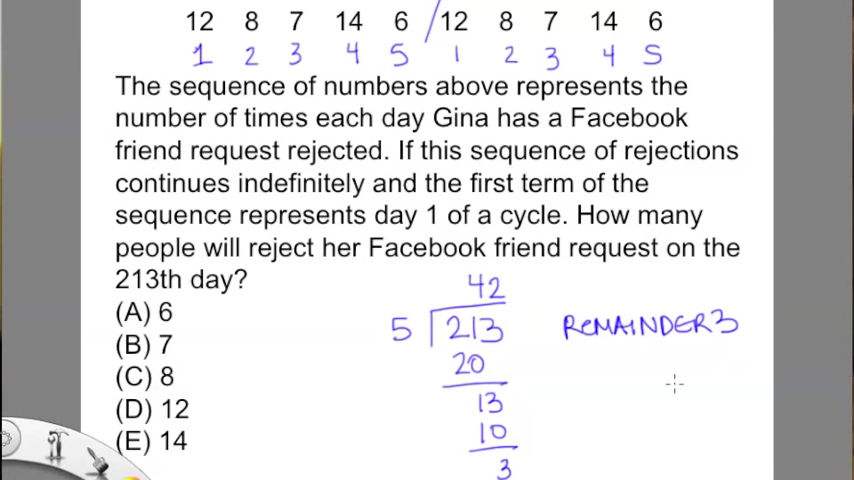 12 8 7 14 6 / 12 8 7 14 6
1 2 3 4 5 1 2 3 4 5
The sequence of numbers above represents the
number of times each day Gina has a Facebook
friend request rejected. If this sequence of rejections
continues indefinitely and the first term of the
sequence represents day 1 of a cycle. How many
people will reject her Facebook friend request on the
213th day?
(A) 6
(B) 7
(C) 8
(D) 12
(E) 14
42
5 213 REMAINDER 3
20
13
10
3